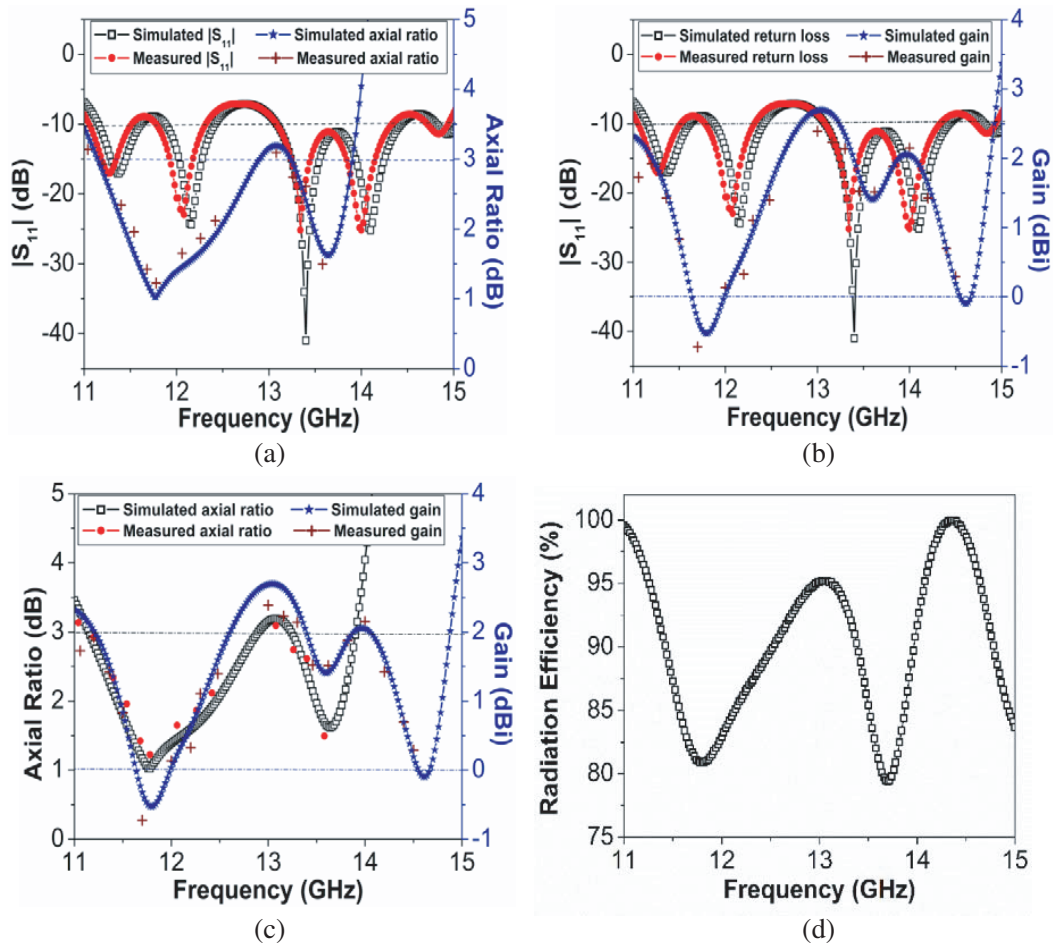 Simulated |S11| Simulated axial ratio
Measured |S11| Measured axial ratio
0
-10
-20
-30
-40
|S11| (dB)
5
4
3
2
1
0
Axial Ratio (dB)
11 12 13 14 15
Frequency (GHz)
(a)
Simulated return loss Simulated gain
Measured return loss Measured gain
0
-10
-20
-30
-40
|S11| (dB)
4
3
2
1
0
-1
Gain (dBi)
11 12 13 14 15
Frequency (GHz)
(b)
Simulated axial ratio Simulated gain
Measured axial ratio Measured gain
5
4
3
2
1
0
Axial Ratio (dB)
4
3
2
1
0
-1
Gain (dBi)
11 12 13 14 15
Frequency (GHz)
(c)
100
95
90
85
80
75
Radiation Efficiency (%)
11 12 13 14 15
Frequency (GHz)
(d)